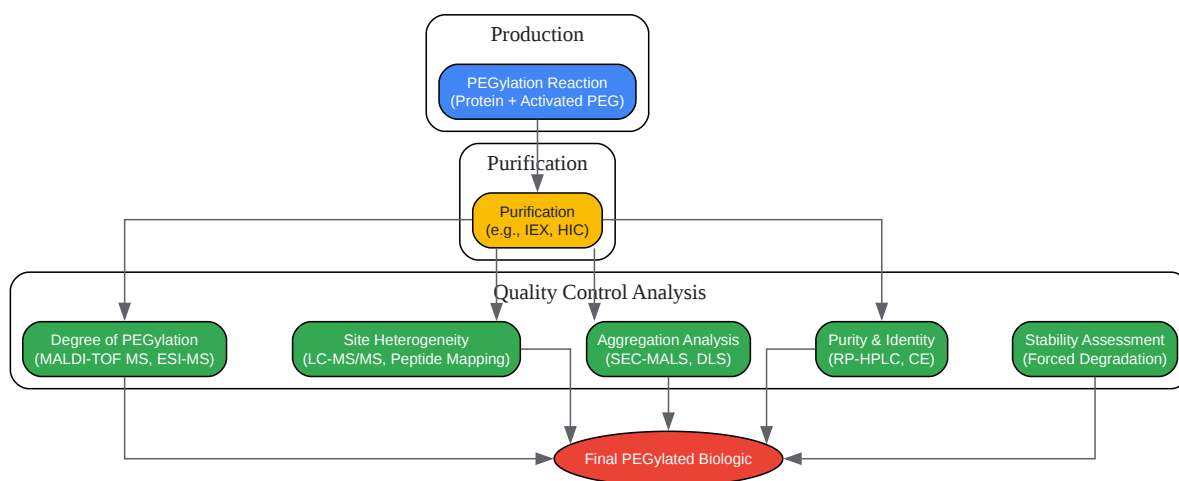 Production
PEGylation Reaction
(Protein + Activated PEG)
Purification
Purification
(e.g., IEX, HIC)
Quality Control Analysis
Degree of PEGylation
(MALDI-TOF MS, ESI-MS)
Site Heterogeneity
(LC-MS/MS, Peptide Mapping)
Aggregation Analysis
(SEC-MALS, DLS)
Purity & Identity
(RP-HPLC, CE)
Stability Assessment
(Forced Degradation)
Final PEGylated Biologic